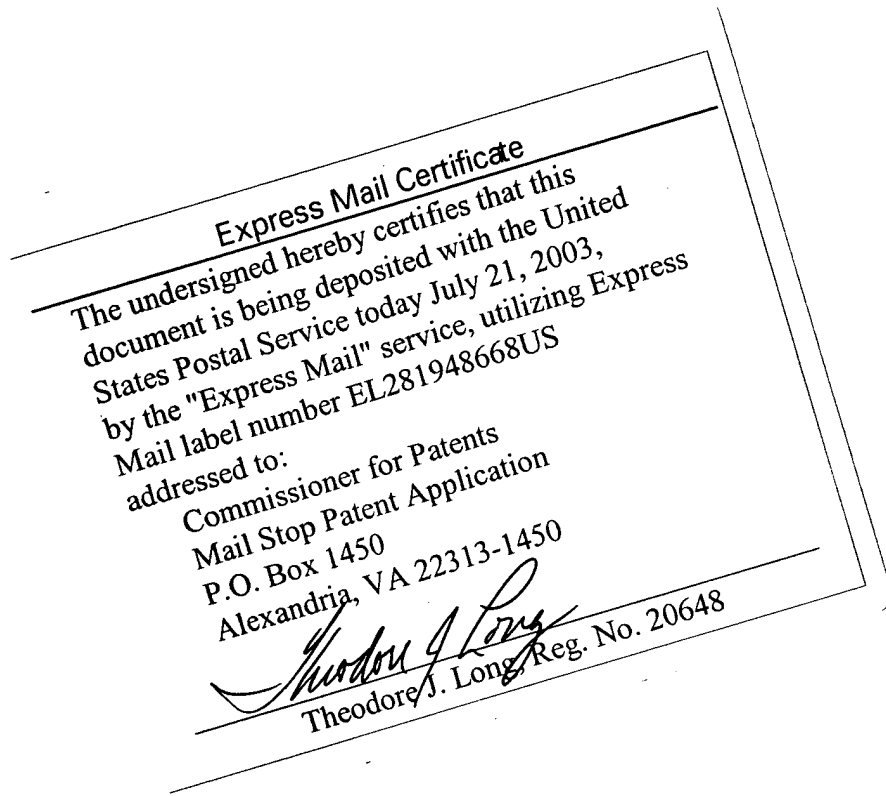 Express Mail Certificate
The undersigned hereby certifies that this
document is being deposited with the United
States Postal Service today July 21, 2003,
by the "Express Mail" service, utilizing Express
Mail label number EL281948668US
addressed to:
Commissioner for Patents
Mail Stop Patent Application
P.O. Box 1450
Alexandria, VA 22313-1450
Theodore J Long
Theodore J. Long, Reg. No. 20648